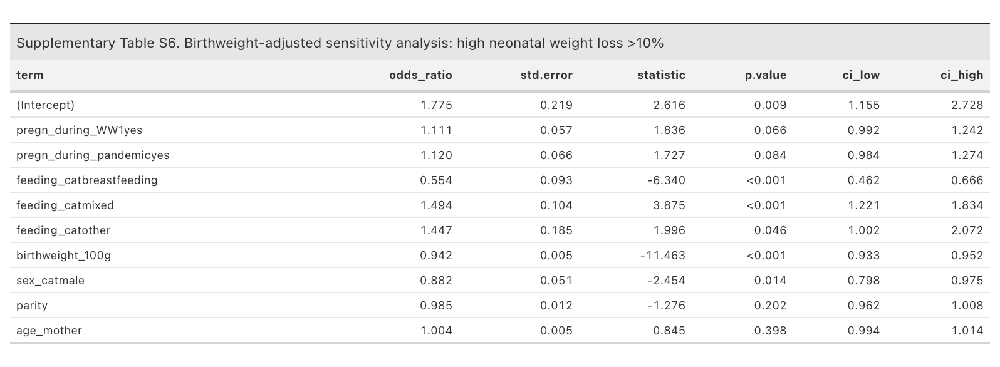 Supplementary Table S6. Birthweight-adjusted sensitivity analysis: high neonatal weight loss >10%
term odds_ratio std.error statistic p.value ci_low ci_high
(Intercept) 1.775 0.219 2.616 0.009 1.155 2.728
pregn_during_WW1yes 1.111 0.057 1.836 0.066 0.992 1.242
pregn_during_pandemicyes 1.120 0.066 1.727 0.084 0.984 1.274
feeding_catbreastfeeding 0.554 0.093 -6.340 <0.001 0.462 0.666
feeding_catmixed 1.494 0.104 3.875 <0.001 1.221 1.834
feeding_catother 1.447 0.185 1.996 0.046 1.002 2.072
birthweight_100g 0.942 0.005 -11.463 <0.001 0.933 0.952
sex_catmale 0.882 0.051 -2.454 0.014 0.798 0.975
parity 0.985 0.012 -1.276 0.202 0.962 1.008
age_mother 1.004 0.005 0.845 0.398 0.994 1.014